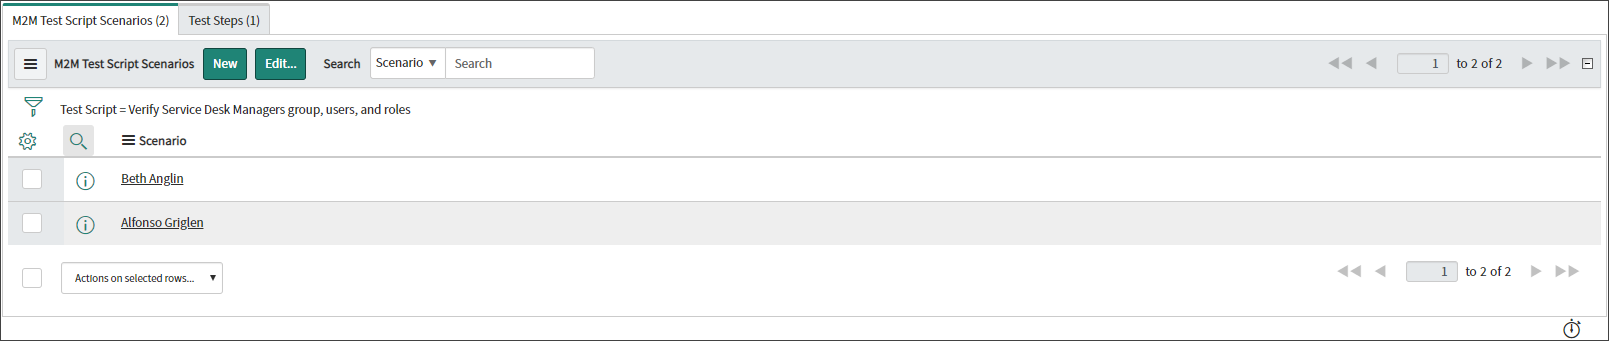 M2M Test Script Scenarios (2) Test Steps (1)
M2M Test Script Scenarios New Edit... Search Scenario Search 1 to 2 of 2
Test Script = Verify Service Desk Managers group, users, and roles
Scenario
Beth Anglin
Alfonso Griglen
Actions on selected rows... 1 to 2 of 2